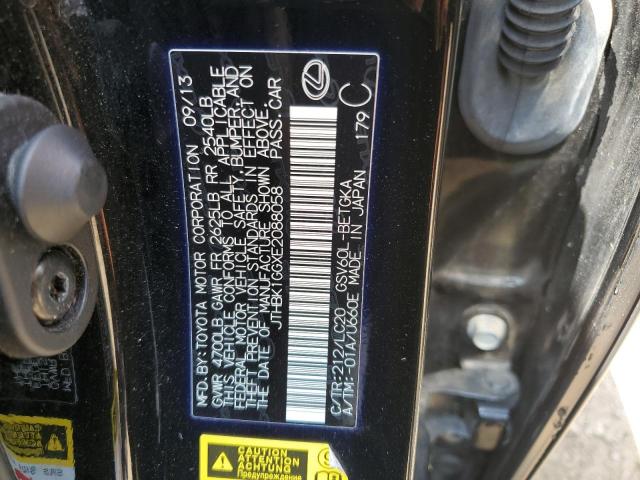 MFD.BY:TOYOTA MOTOR CORPORATION 09/13
GVWR 4700LB GAWR FR 2625LB RR 2540LB
THIS VEHICLE CONFORMS TO ALL APPLICABLE
FEDERAL MOTOR VEHICLE SAFETY, BUMPER, AND
THEFT PREVENTION STANDARDS IN EFFECT ON
THE DATE OF MANUFACTURE SHOWN ABOVE.
JTHBK1GGXE2088058 PASS.CAR
C/TR:212/LC20 GSV60L-BETGKA
A/TM:-01A/U660E MADE IN JAPAN
179 C
CAUTION
ATTENTION
ACHTUNG
Предупреждение